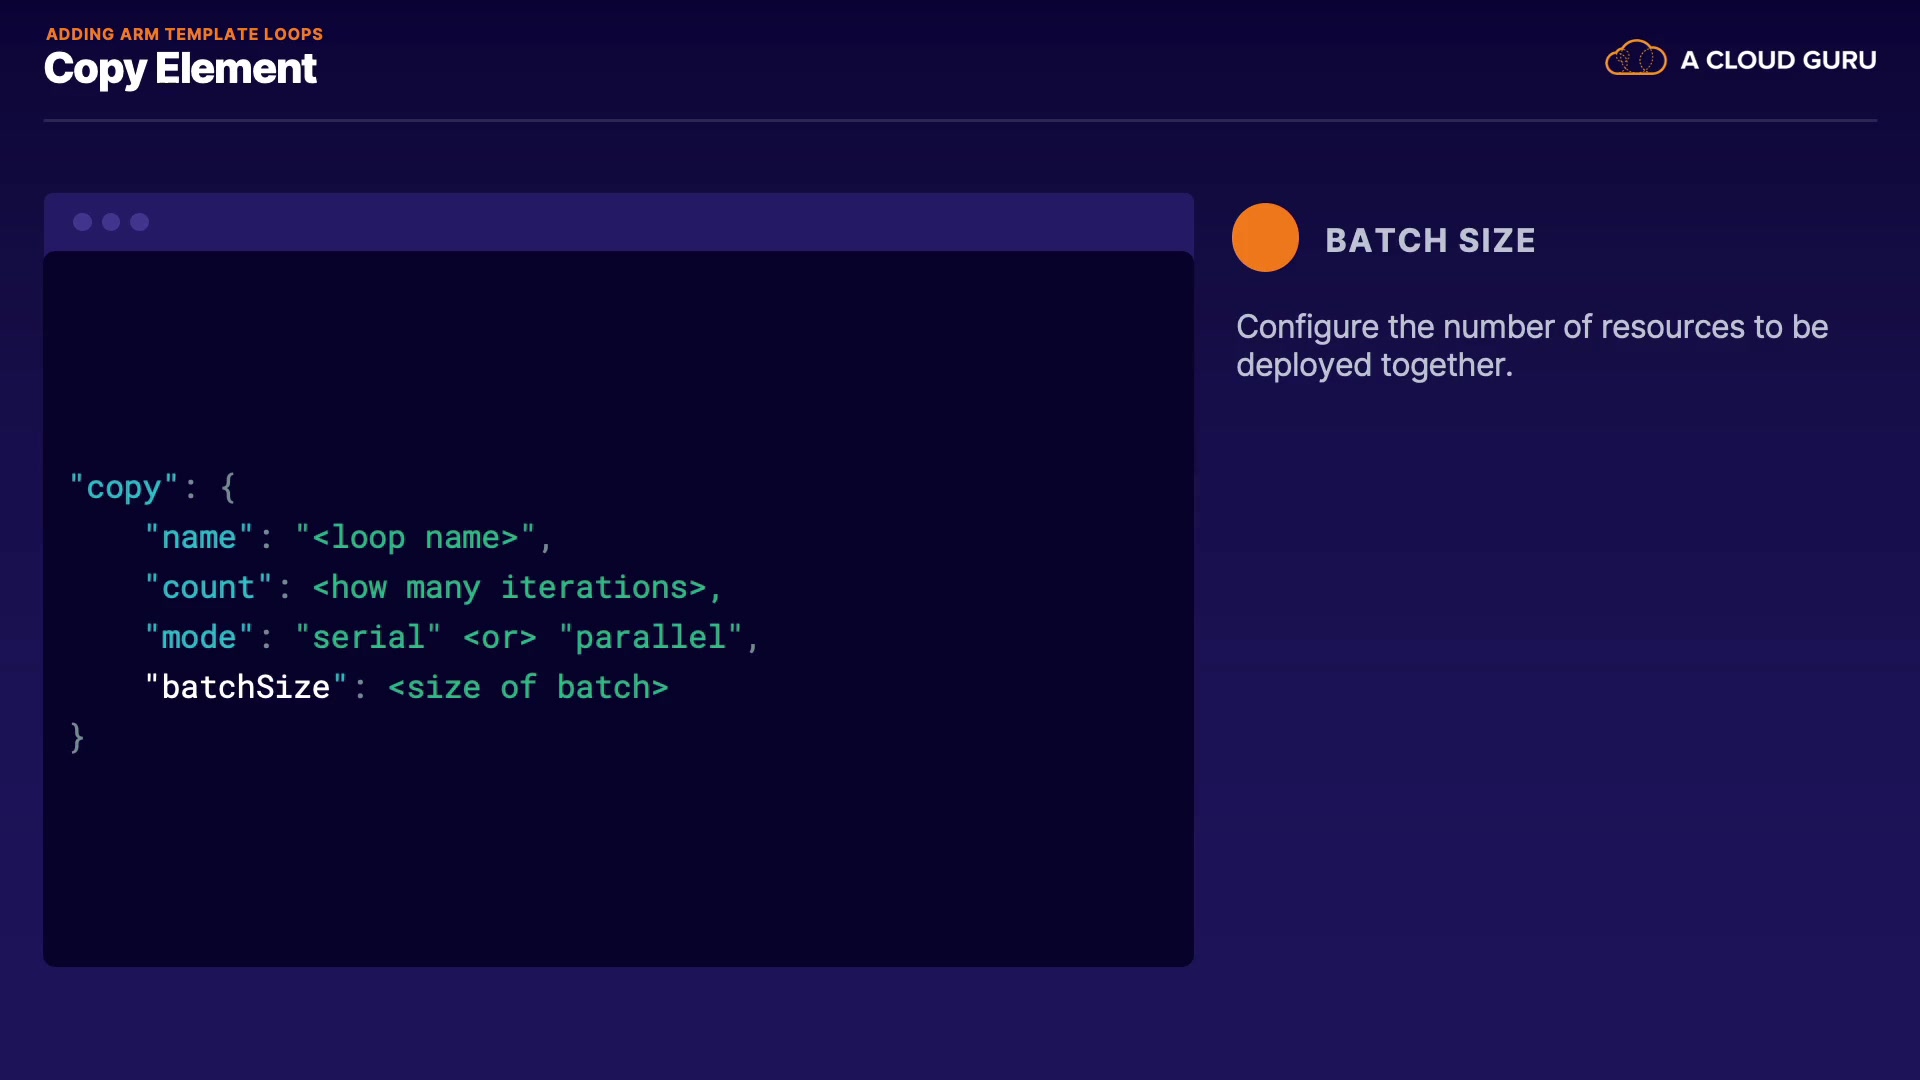 ADDING ARM TEMPLATE LOOPS
Copy Element
A CLOUD GURU
"copy": {
    "name": "<loop name>",
    "count": <how many iterations>,
    "mode": "serial" <or> "parallel",
    "batchSize": <size of batch>
}
BATCH SIZE
Configure the number of resources to be
deployed together.